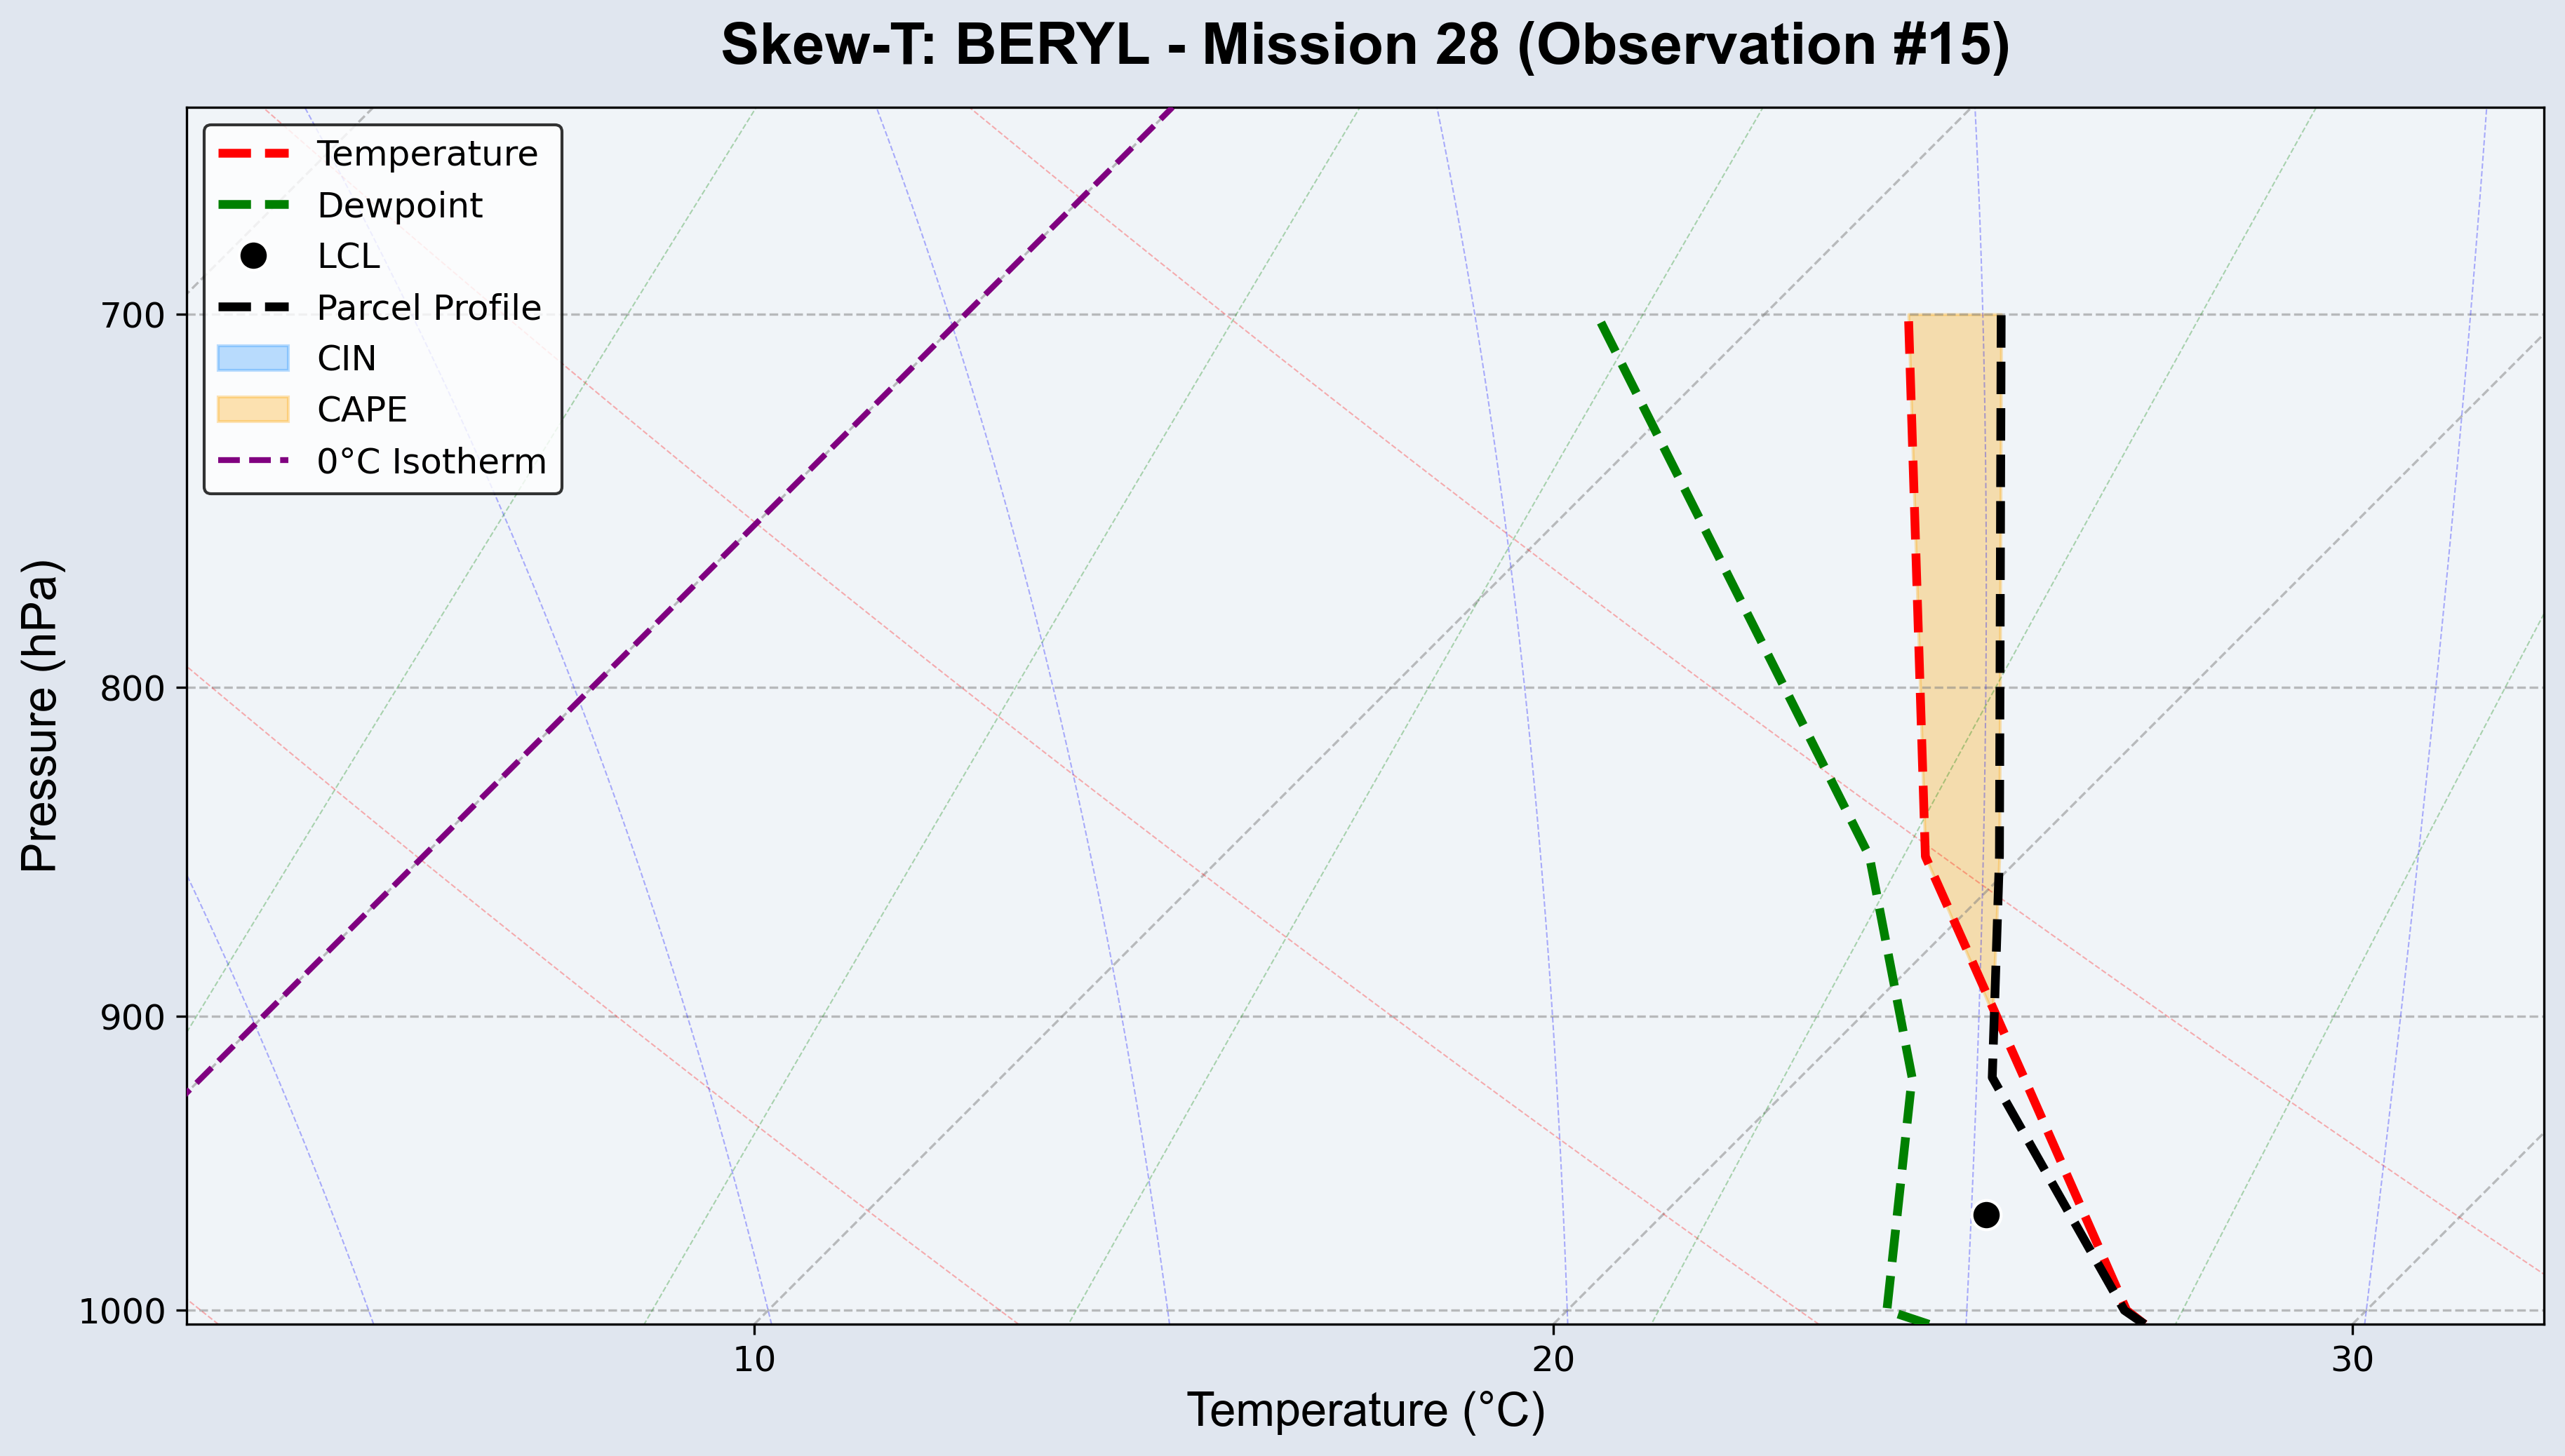 Skew-T: BERYL - Mission 28 (Observation #15)
Temperature
Dewpoint
LCL
Parcel Profile
CIN
CAPE
0°C Isotherm
Pressure (hPa)
700
800
900
1000
10 20 30
Temperature (°C)